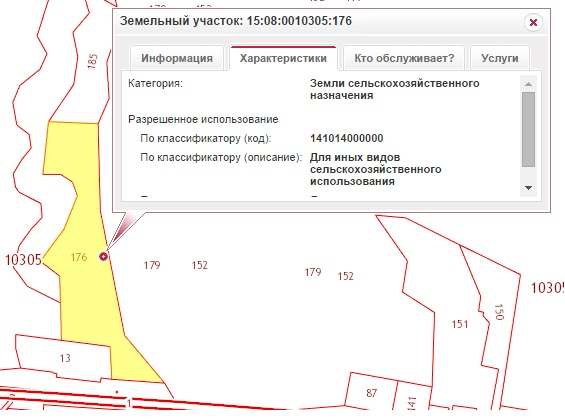 Земельный участок: 15:08:0010305:176
Информация
Характеристики
Кто обслуживает?
Услуги
Категория:
Земли сельскохозяйственного
назначения
Разрешенное использование
По классификатору (код):
141014000000
По классификатору (описание):
Для иных видов
сельскохозяйственного
использования
185
10305
176
179
152
179
152
10305
150
151
13
87
141
1